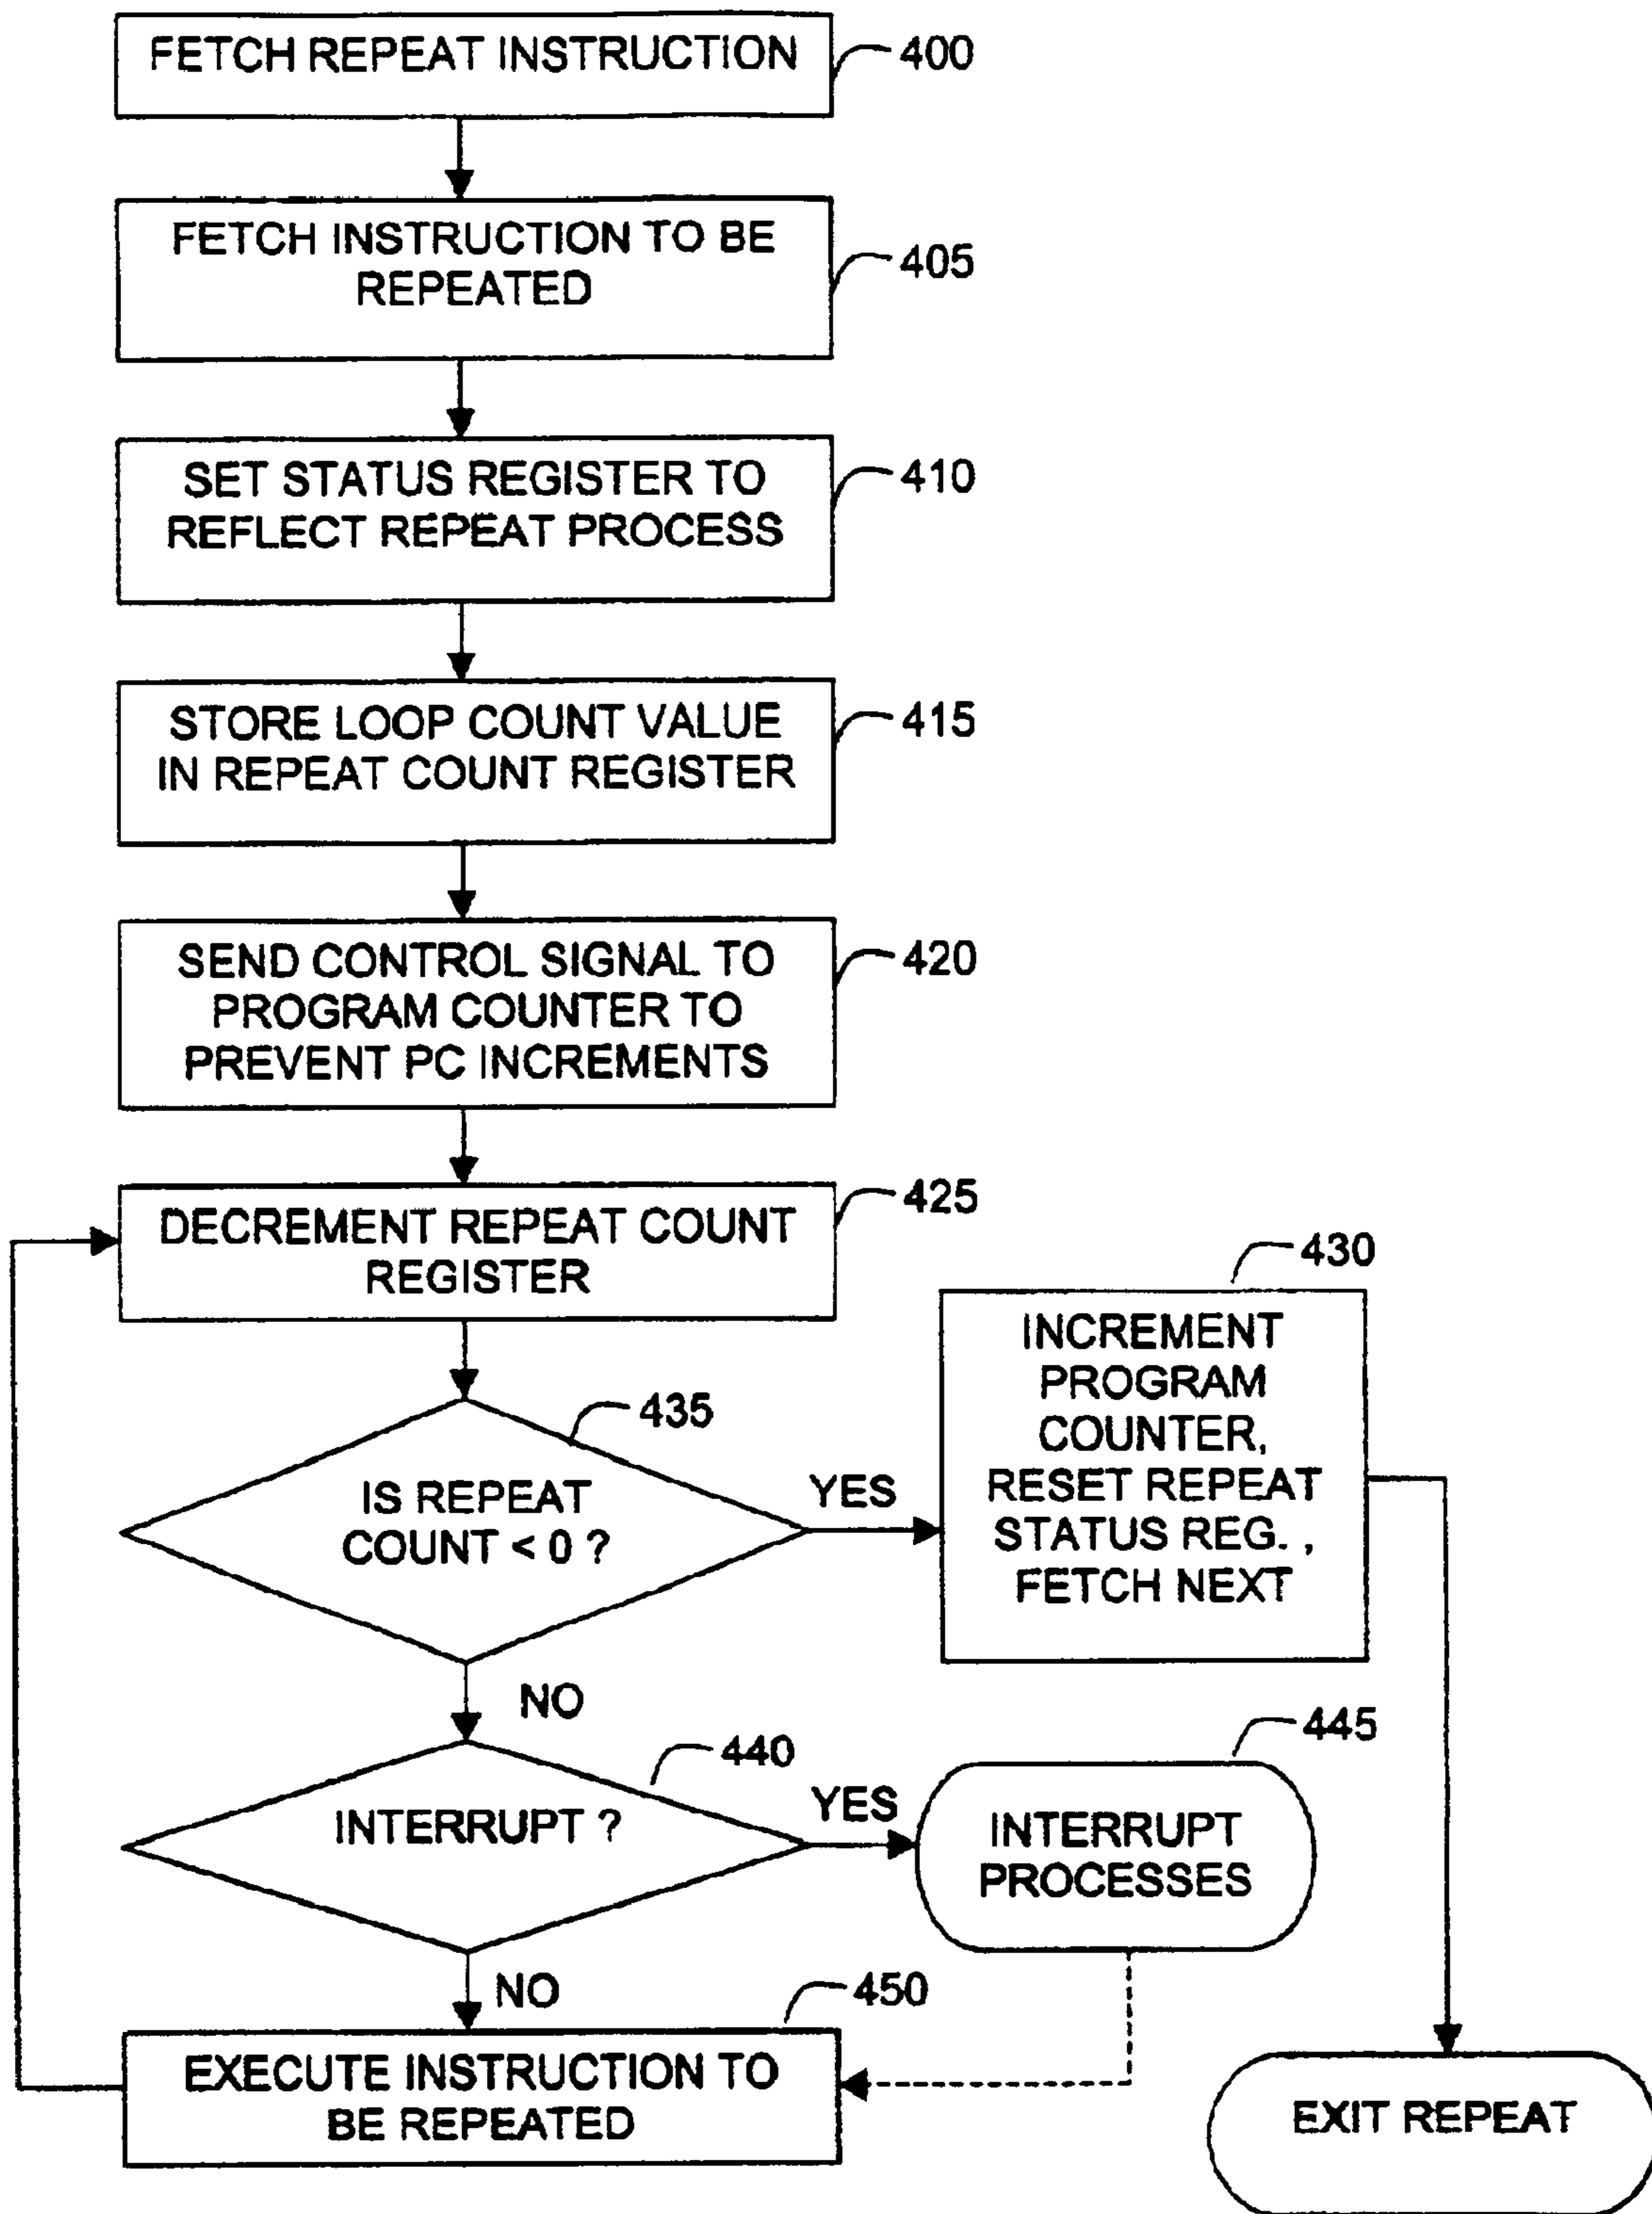 FETCH REPEAT INSTRUCTION
400
FETCH INSTRUCTION TO BE
REPEATED
405
SET STATUS REGISTER TO
REFLECT REPEAT PROCESS
410
STORE LOOP COUNT VALUE
IN REPEAT COUNT REGISTER
415
SEND CONTROL SIGNAL TO
PROGRAM COUNTER TO
PREVENT PC INCREMENTS
420
DECREMENT REPEAT COUNT
REGISTER
425
430
INCREMENT
PROGRAM
COUNTER,
RESET REPEAT
STATUS REG. ,
FETCH NEXT
435
IS REPEAT
COUNT < 0 ?
YES
NO
440
INTERRUPT ?
YES
445
INTERRUPT
PROCESSES
NO
450
EXECUTE INSTRUCTION TO
BE REPEATED
EXIT REPEAT